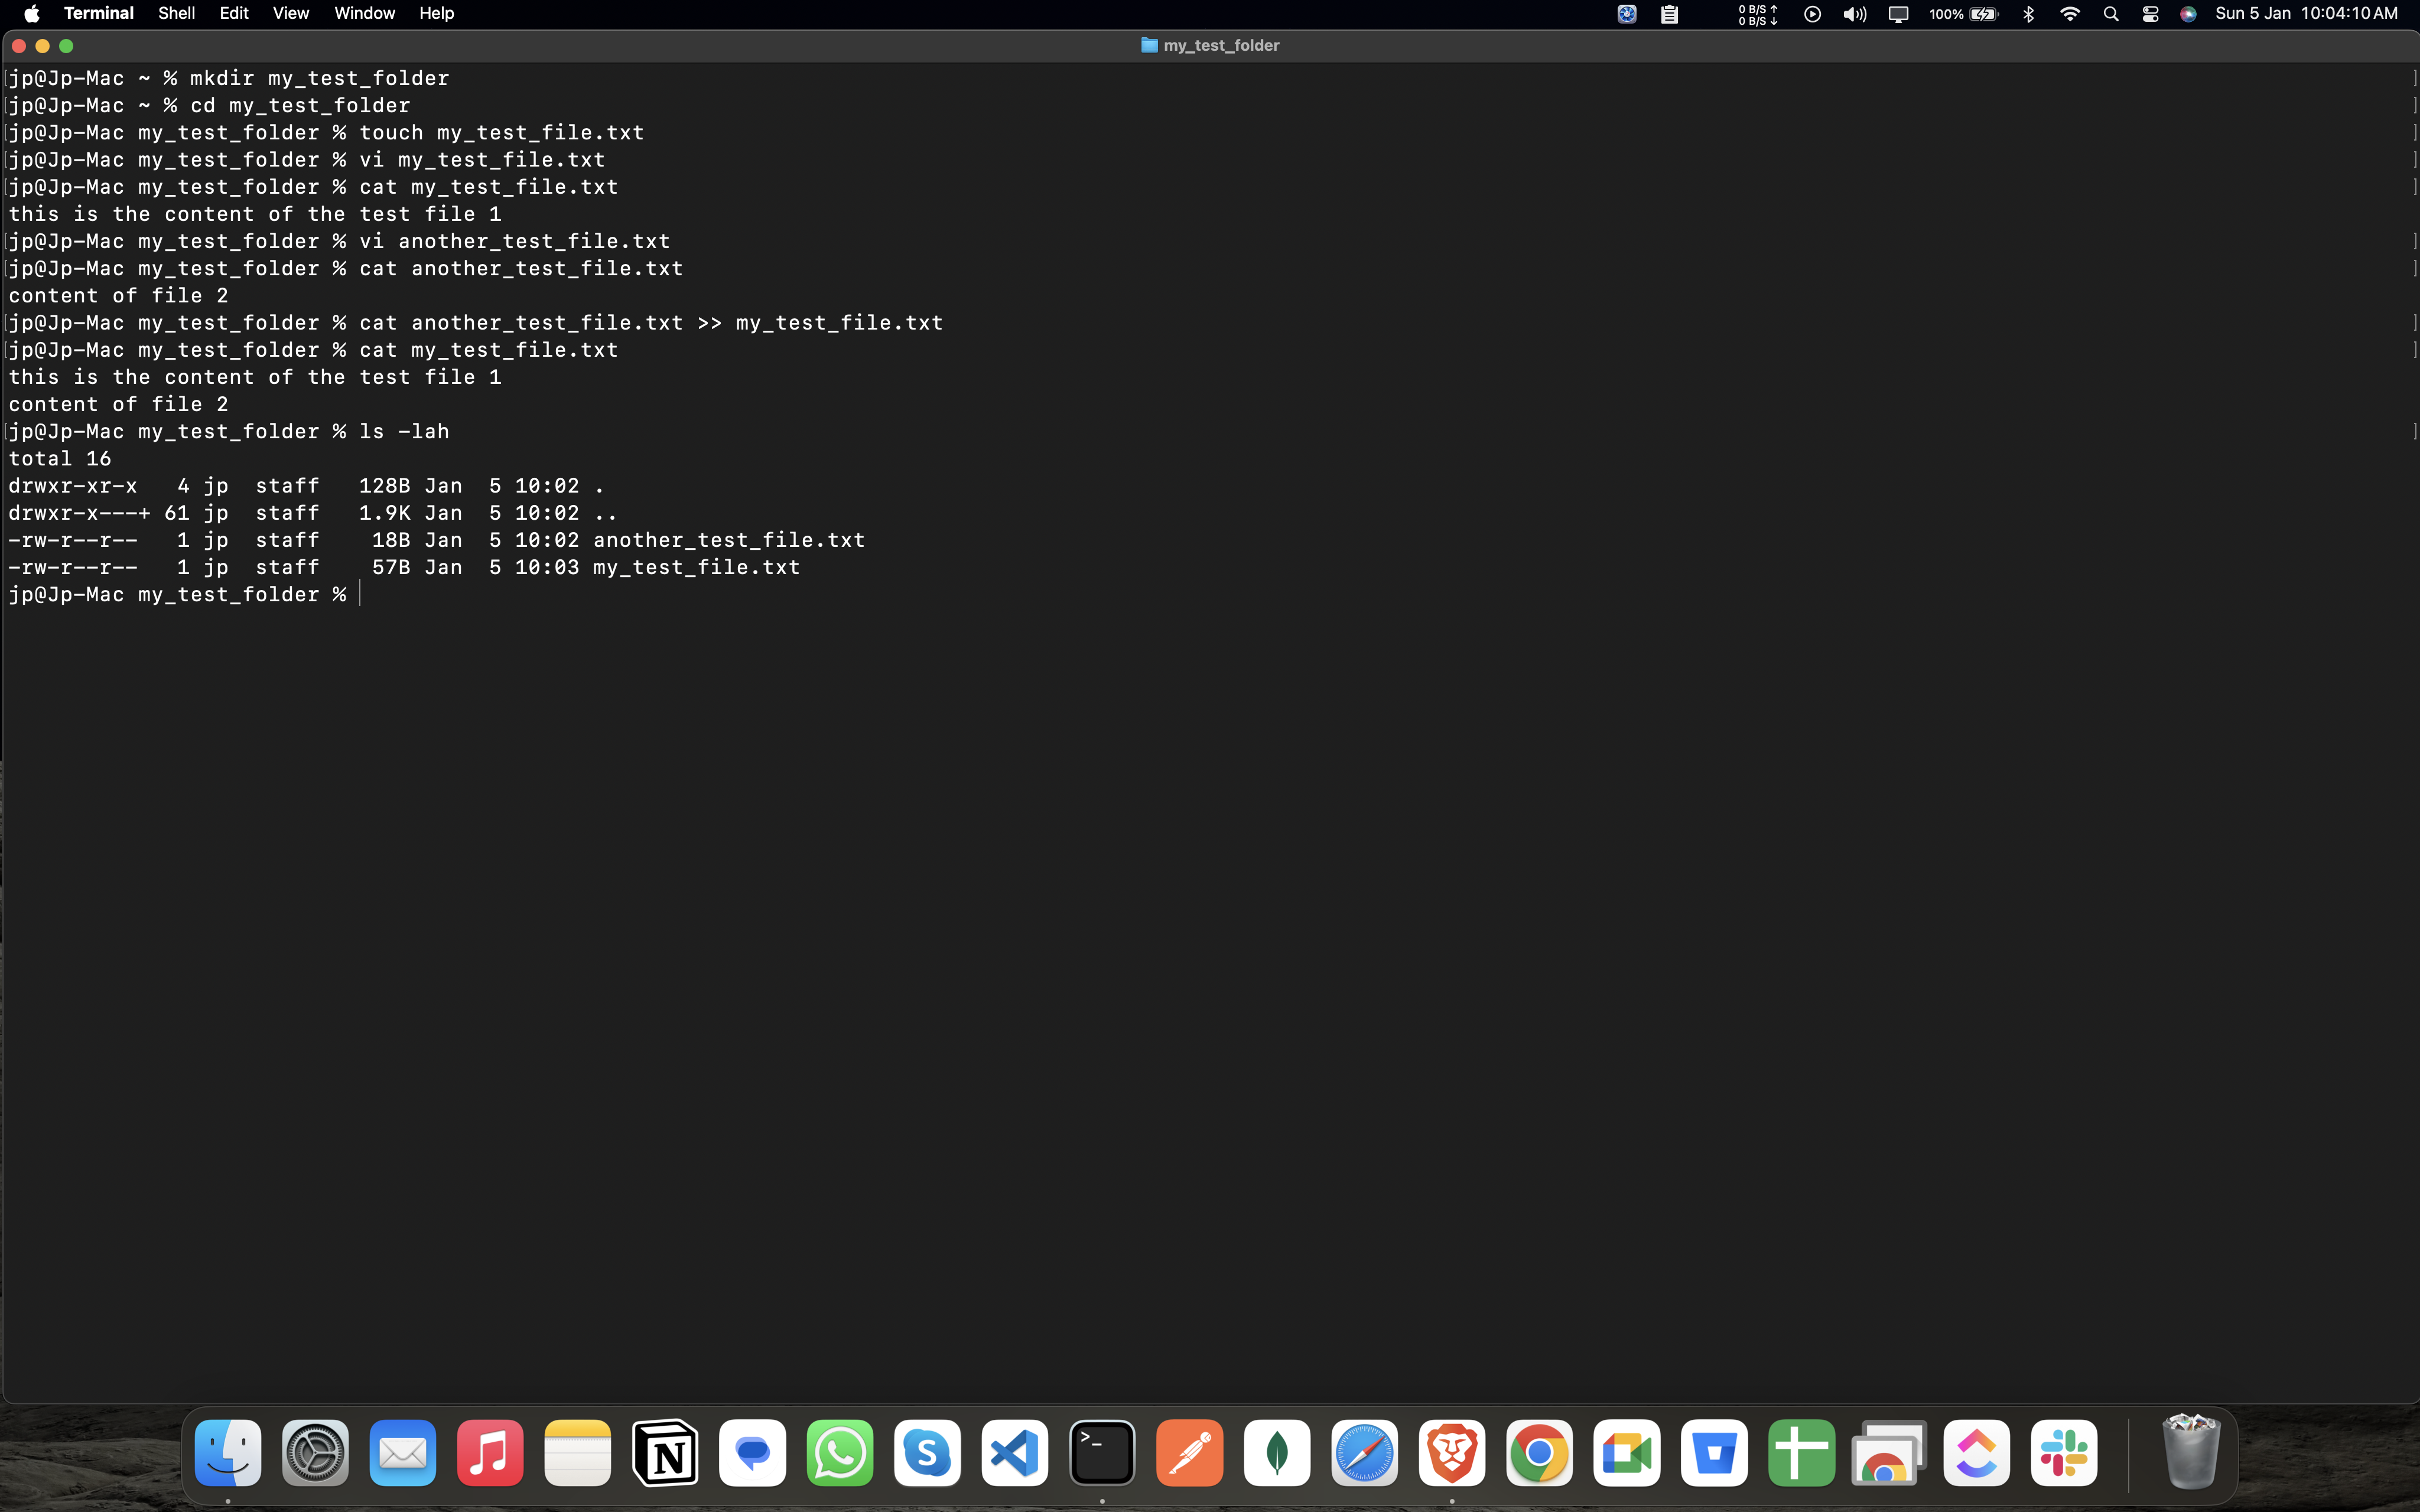 Terminal Shell Edit View Window Help 0 B/S ↑ 100% Sun 5 Jan 10:04:10 AM
0 B/S ↓
my_test_folder
[jp@Jp-Mac ~ % mkdir my_test_folder ]
[jp@Jp-Mac ~ % cd my_test_folder ]
[jp@Jp-Mac my_test_folder % touch my_test_file.txt ]
[jp@Jp-Mac my_test_folder % vi my_test_file.txt ]
[jp@Jp-Mac my_test_folder % cat my_test_file.txt ]
this is the content of the test file 1
[jp@Jp-Mac my_test_folder % vi another_test_file.txt ]
[jp@Jp-Mac my_test_folder % cat another_test_file.txt ]
content of file 2
[jp@Jp-Mac my_test_folder % cat another_test_file.txt >> my_test_file.txt ]
[jp@Jp-Mac my_test_folder % cat my_test_file.txt ]
this is the content of the test file 1
content of file 2
[jp@Jp-Mac my_test_folder % ls -lah ]
total 16
drwxr-xr-x   4 jp  staff   128B Jan  5 10:02 .
drwxr-x---+ 61 jp  staff   1.9K Jan  5 10:02 ..
-rw-r--r--   1 jp  staff    18B Jan  5 10:02 another_test_file.txt
-rw-r--r--   1 jp  staff    57B Jan  5 10:03 my_test_file.txt
jp@Jp-Mac my_test_folder %